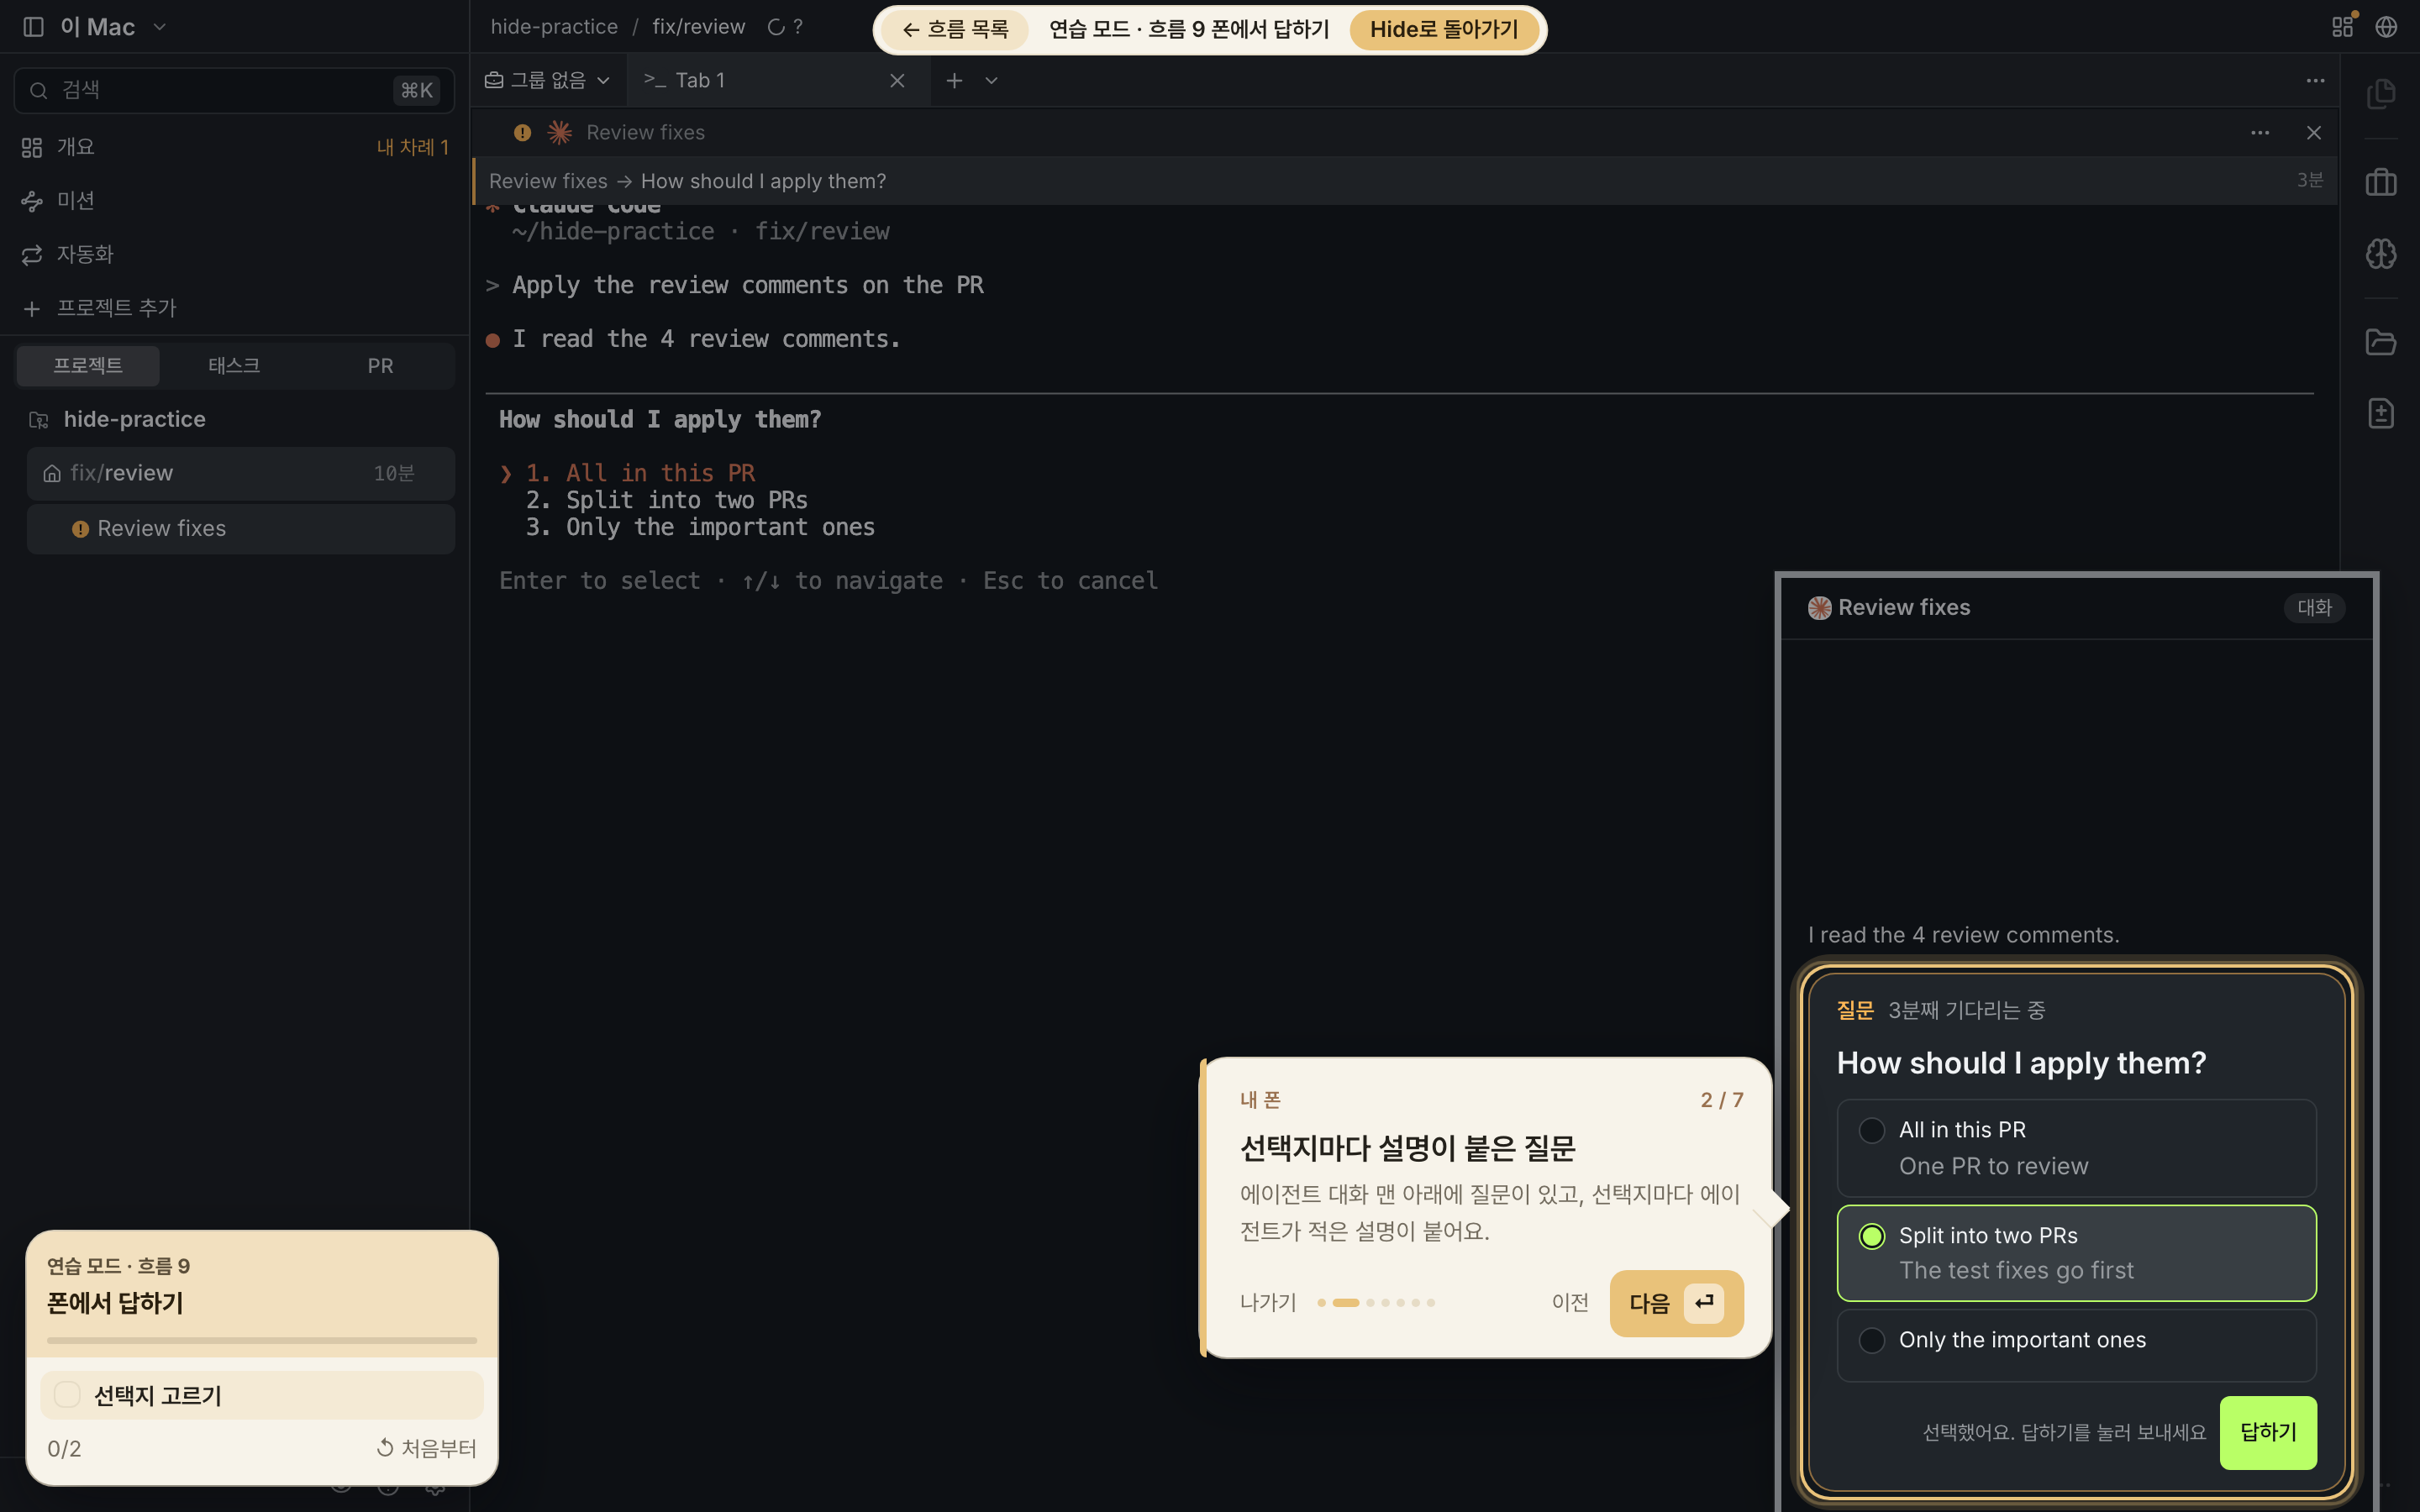 이 Mac
hide-practice / fix/review ?
← 흐름 목록
연습 모드 · 흐름 9 폰에서 답하기
Hide로 돌아가기
검색 ⌘K
개요 내 차례 1
미션
자동화
프로젝트 추가
프로젝트 태스크 PR
hide-practice
fix/review 10분
Review fixes
그룹 없음
>_ Tab 1
Review fixes
Review fixes → How should I apply them? 3분
* Claude Code
~/hide-practice · fix/review
> Apply the review comments on the PR
● I read the 4 review comments.
How should I apply them?
❯ 1. All in this PR
2. Split into two PRs
3. Only the important ones
Enter to select · ↑/↓ to navigate · Esc to cancel
Review fixes 대화
I read the 4 review comments.
질문 3분째 기다리는 중
How should I apply them?
All in this PR
One PR to review
Split into two PRs
The test fixes go first
Only the important ones
선택했어요. 답하기를 눌러 보내세요
답하기
내 폰 2 / 7
선택지마다 설명이 붙은 질문
에이전트 대화 맨 아래에 질문이 있고, 선택지마다 에이
전트가 적은 설명이 붙어요.
나가기 이전 다음
연습 모드 · 흐름 9
폰에서 답하기
선택지 고르기
0/2 처음부터